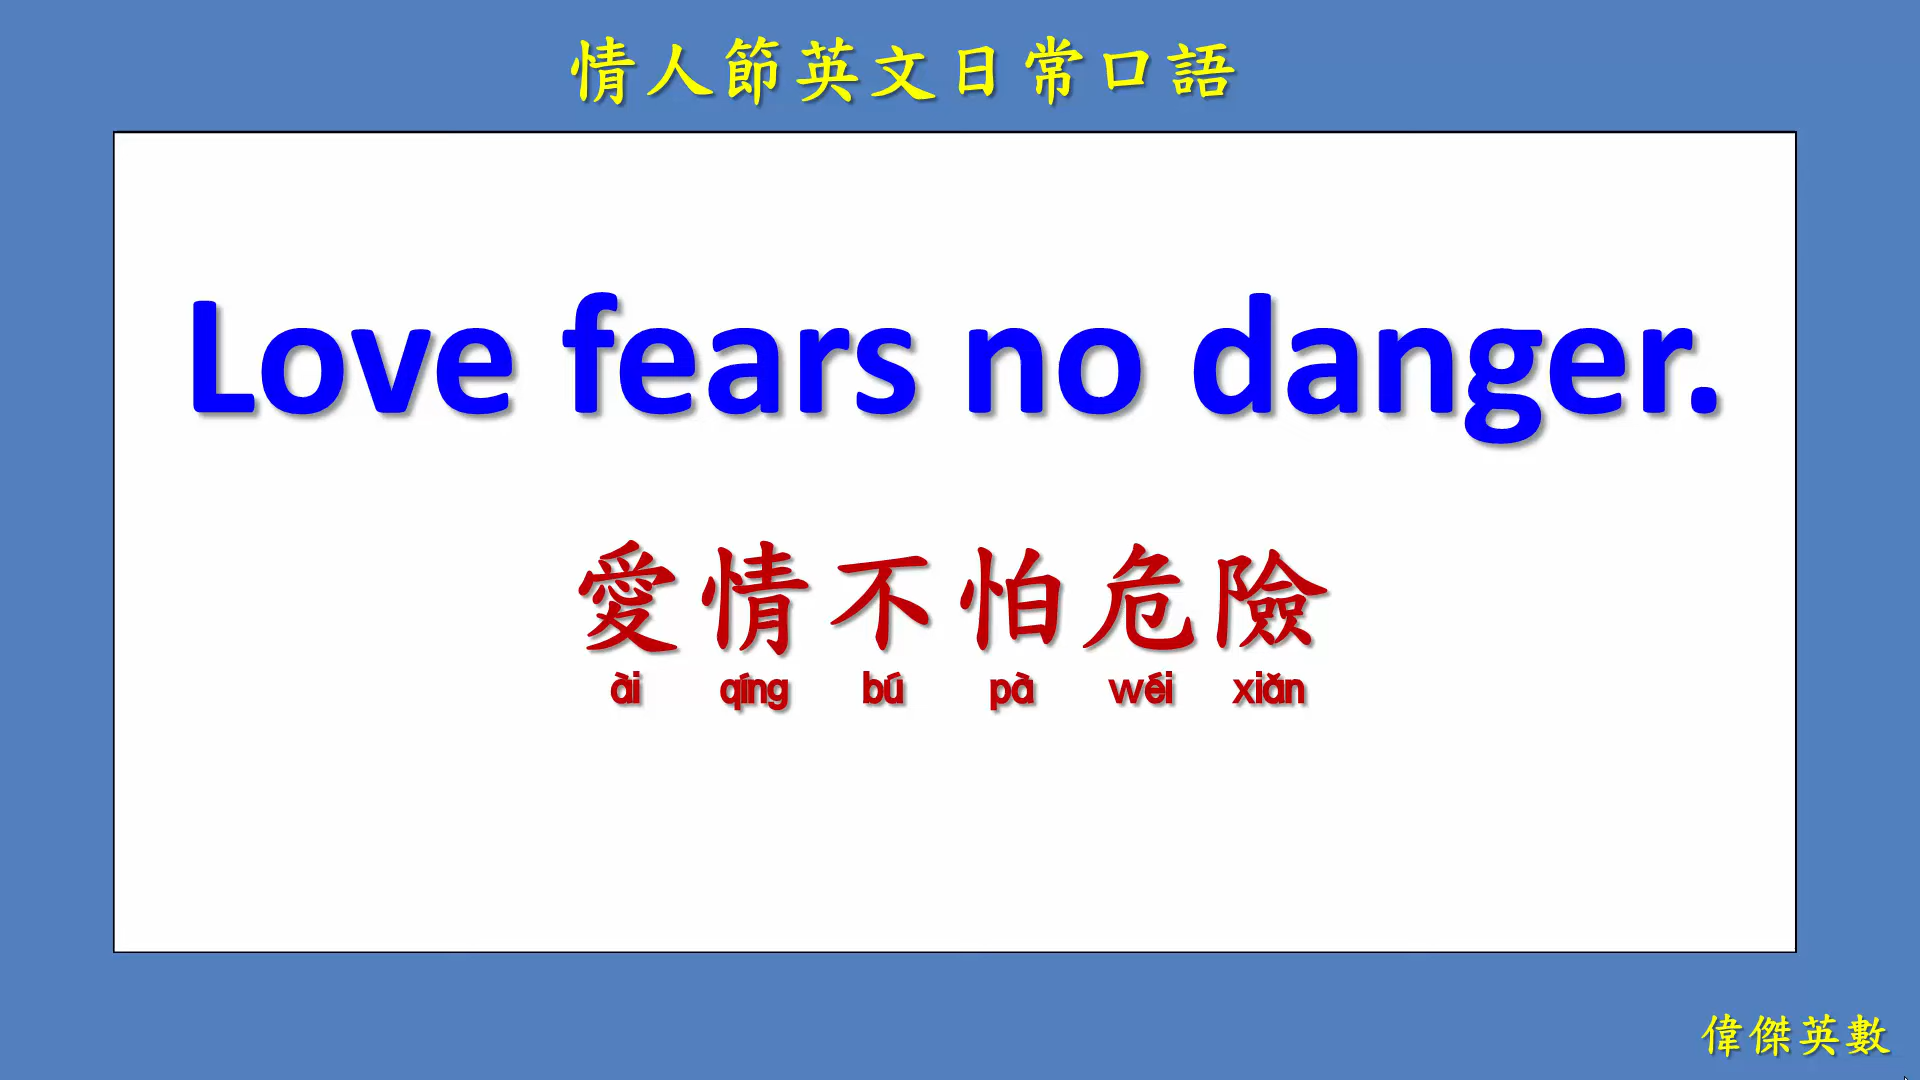 情人節英文日常口語
Love fears no danger.
愛情不怕危險
ài qíng bú pà wéi xiǎn
偉傑英數